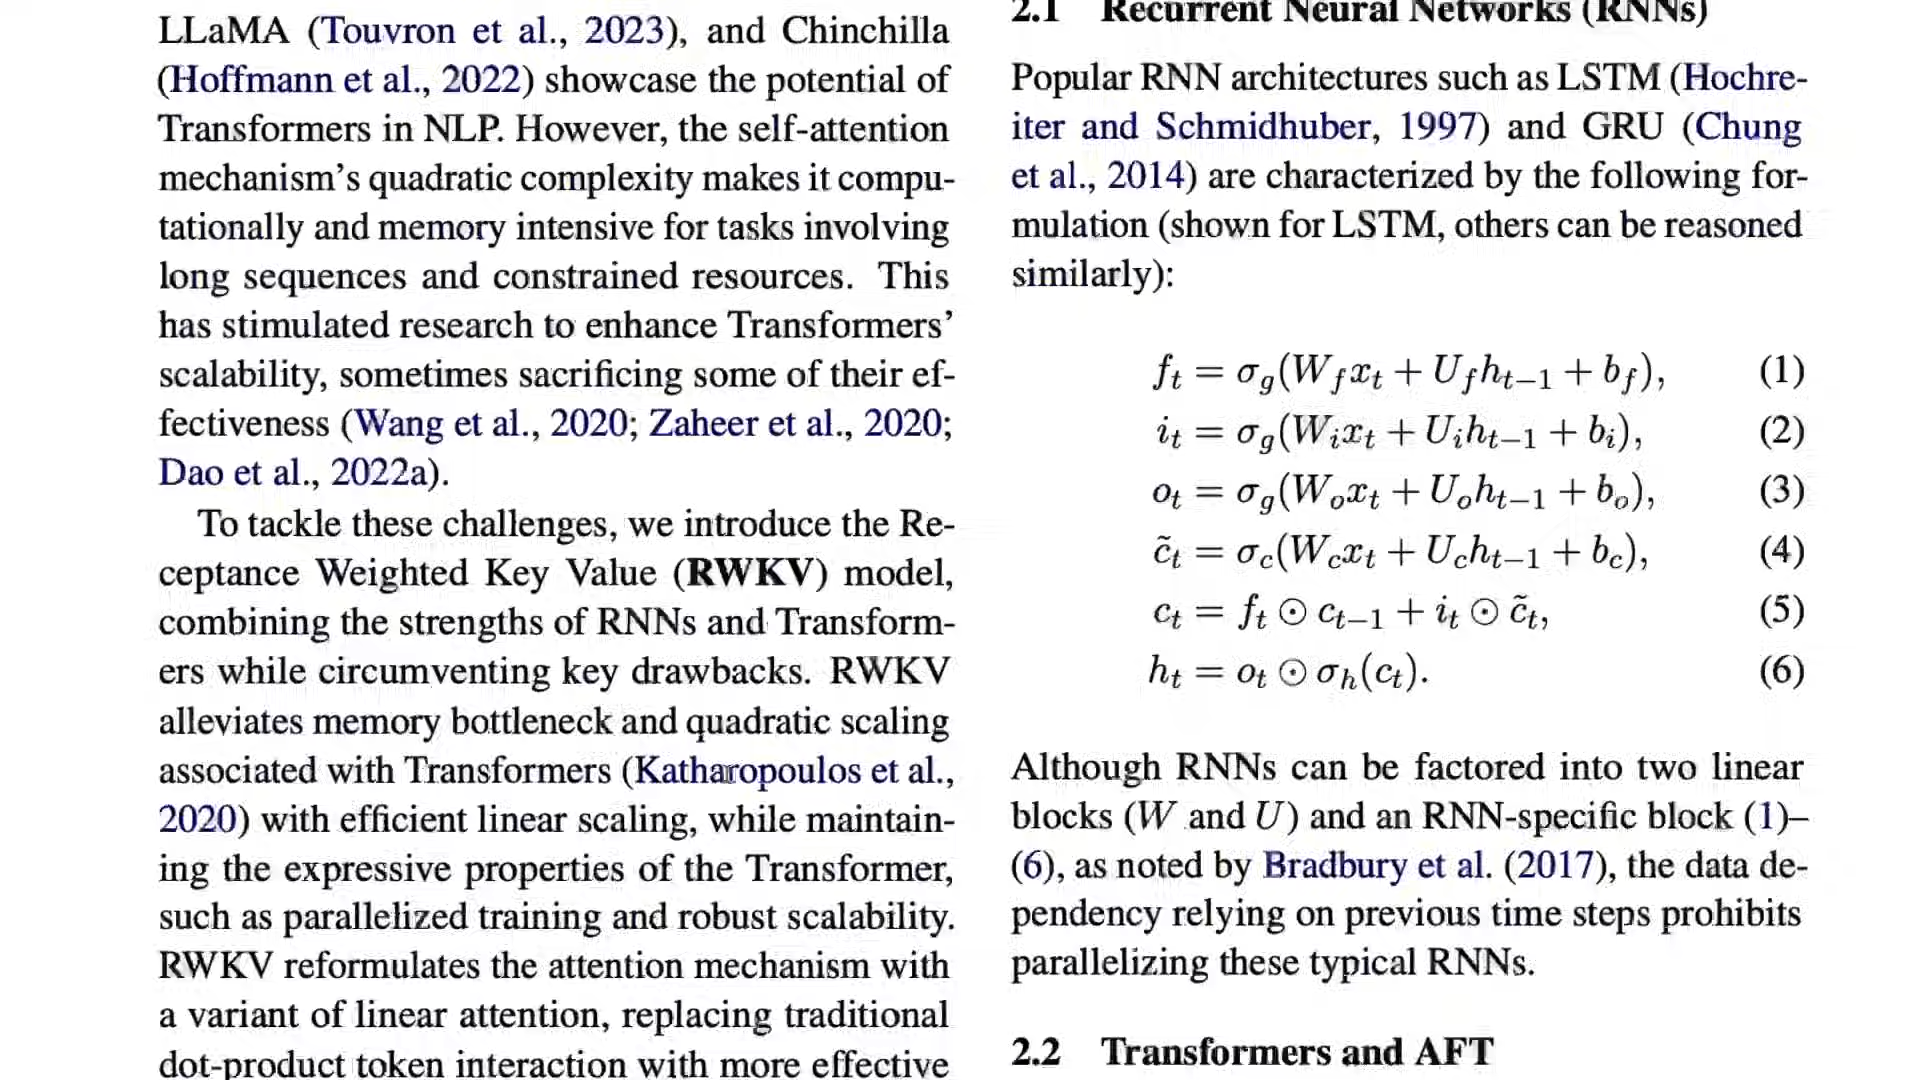 LLaMA (Touvron et al., 2023), and Chinchilla
(Hoffmann et al., 2022) showcase the potential of
Transformers in NLP. However, the self-attention
mechanism's quadratic complexity makes it compu-
tationally and memory intensive for tasks involving
long sequences and constrained resources. This
has stimulated research to enhance Transformers'
scalability, sometimes sacrificing some of their ef-
fectiveness (Wang et al., 2020; Zaheer et al., 2020;
Dao et al., 2022a).
To tackle these challenges, we introduce the Re-
ceptance Weighted Key Value (RWKV) model,
combining the strengths of RNNs and Transform-
ers while circumventing key drawbacks. RWKV
alleviates memory bottleneck and quadratic scaling
associated with Transformers (Katharopoulos et al.,
2020) with efficient linear scaling, while maintain-
ing the expressive properties of the Transformer,
such as parallelized training and robust scalability.
RWKV reformulates the attention mechanism with
a variant of linear attention, replacing traditional
dot-product token interaction with more effective
2.1 Recurrent Neural Networks (RNNs)
Popular RNN architectures such as LSTM (Hochre-
iter and Schmidhuber, 1997) and GRU (Chung
et al., 2014) are characterized by the following for-
mulation (shown for LSTM, others can be reasoned
similarly):
f_t = σ_g(W_f x_t + U_f h_{t−1} + b_f), (1)
i_t = σ_g(W_i x_t + U_i h_{t−1} + b_i), (2)
o_t = σ_g(W_o x_t + U_o h_{t−1} + b_o), (3)
c̃_t = σ_c(W_c x_t + U_c h_{t−1} + b_c), (4)
c_t = f_t ⊙ c_{t−1} + i_t ⊙ c̃_t, (5)
h_t = o_t ⊙ σ_h(c_t). (6)
Although RNNs can be factored into two linear
blocks (W and U) and an RNN-specific block (1)–
(6), as noted by Bradbury et al. (2017), the data de-
pendency relying on previous time steps prohibits
parallelizing these typical RNNs.
2.2 Transformers and AFT